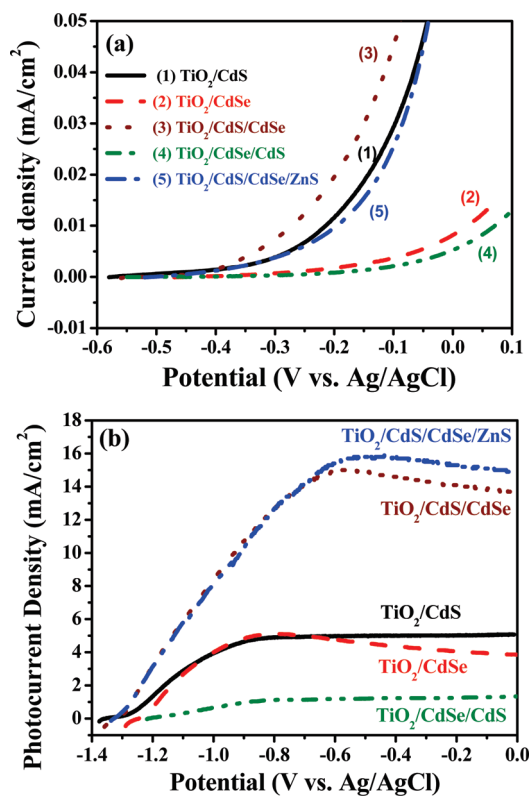 (a)
0.05
0.04
0.03
0.02
0.01
0.00
-0.01
Current density (mA/cm²)
(1) TiO₂/CdS
(2) TiO₂/CdSe
(3) TiO₂/CdS/CdSe
(4) TiO₂/CdSe/CdS
(5) TiO₂/CdS/CdSe/ZnS
(3)
(1)
(5)
(2)
(4)
-0.6 -0.5 -0.4 -0.3 -0.2 -0.1 0.0 0.1
Potential (V vs. Ag/AgCl)
(b)
18
16
14
12
10
8
6
4
2
0
Photocurrent Density (mA/cm²)
TiO₂/CdS/CdSe/ZnS
TiO₂/CdS/CdSe
TiO₂/CdS
TiO₂/CdSe
TiO₂/CdSe/CdS
-1.4 -1.2 -1.0 -0.8 -0.6 -0.4 -0.2 0.0
Potential (V vs. Ag/AgCl)